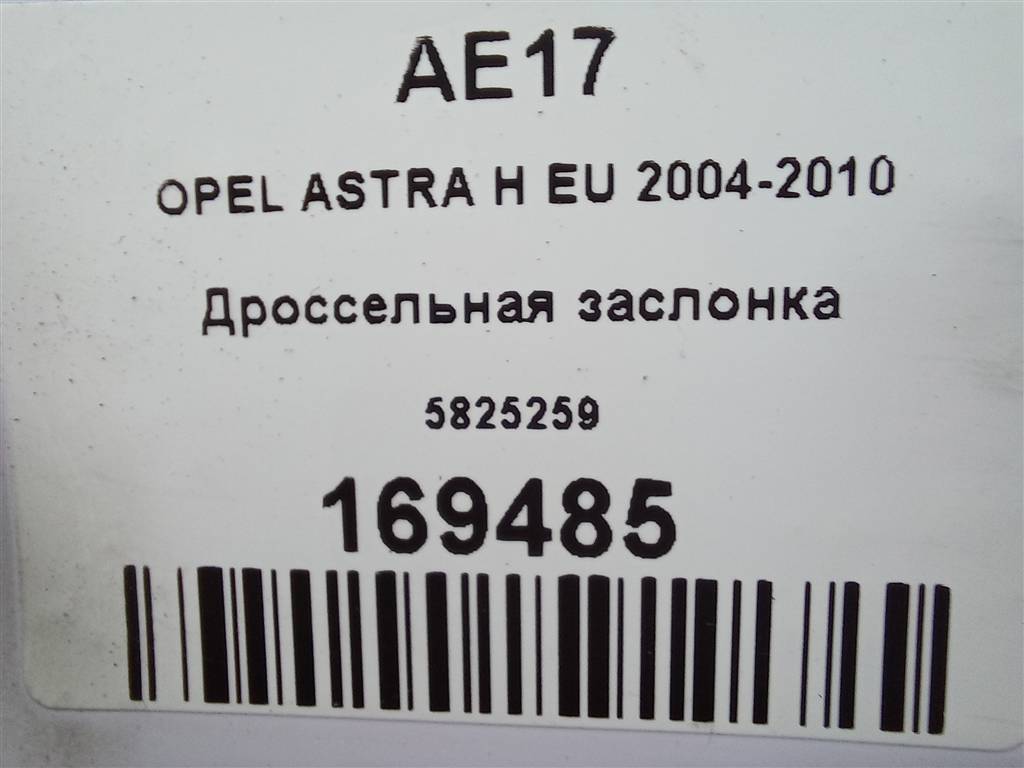 AE17
OPEL ASTRA H EU 2004-2010
Дроссельная заслонка
5825259
169485